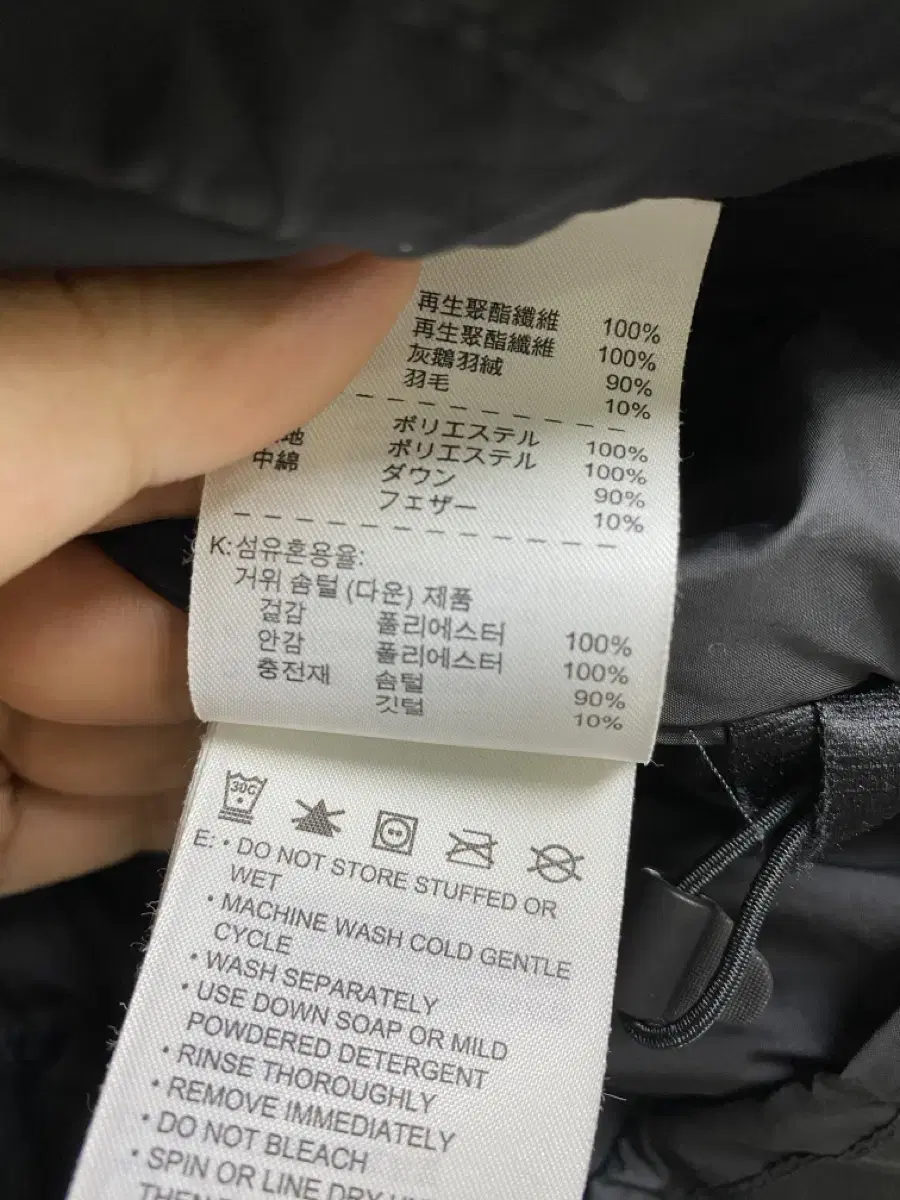 再生聚酯纖維 100%
再生聚酯纖維 100%
灰鵝羽絨 90%
羽毛 10%
地 ポリエステル 100%
中綿 ポリエステル 100%
ダウン 90%
フェザー 10%
K:섬유혼용율:
거위 솜털 (다운) 제품
겉감 폴리에스터 100%
안감 폴리에스터 100%
충전재 솜털 90%
깃털 10%
30C
E: • DO NOT STORE STUFFED OR
WET
• MACHINE WASH COLD GENTLE
CYCLE
• WASH SEPARATELY
• USE DOWN SOAP OR MILD
POWDERED DETERGENT
• RINSE THOROUGHLY
• REMOVE IMMEDIATELY
• DO NOT BLEACH
• SPIN OR LINE DRY